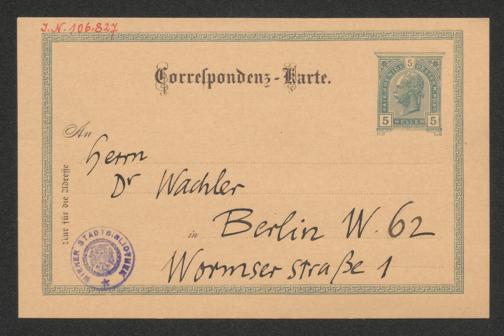 J.N. 106.827
Correspondenz-Karte.
5
5 HELLER 5
An
Herrn
Dr Wachler
in Berlin W. 62
Wormser straße 1
Nur für die Adresse
WIENER STADTBIBLIOTHEK